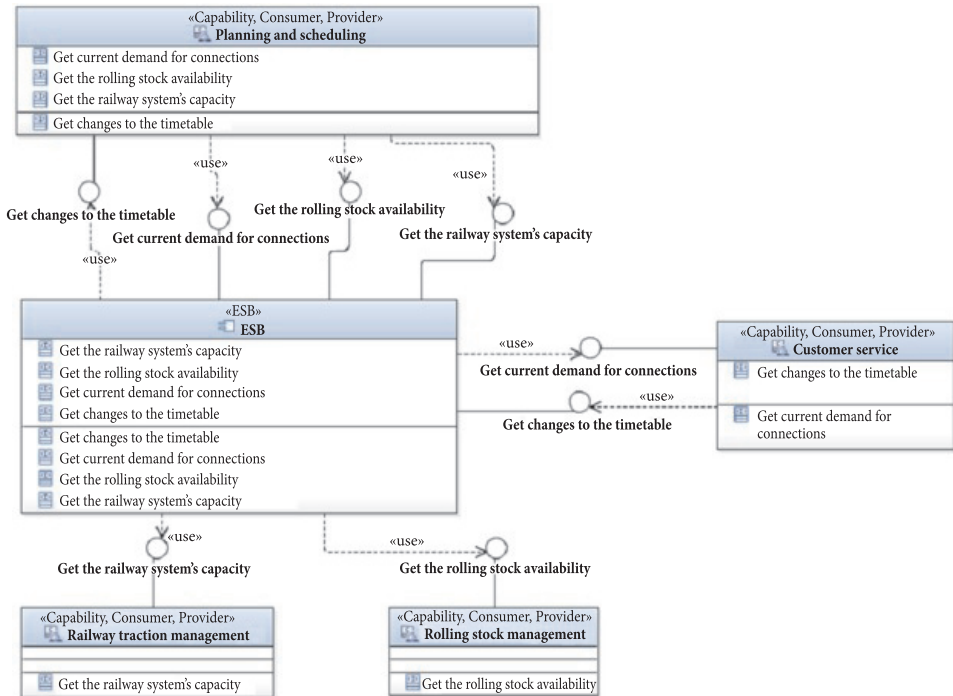 «Capability, Consumer, Provider»
Planning and scheduling
Get current demand for connections
Get the rolling stock availability
Get the railway system's capacity
Get changes to the timetable
«use»
«use»
«use»
Get changes to the timetable
Get current demand for connections
Get the rolling stock availability
Get the railway system's capacity
«use»
«ESB»
ESB
Get the railway system's capacity
Get the rolling stock availability
Get current demand for connections
Get changes to the timetable
Get changes to the timetable
Get current demand for connections
Get the rolling stock availability
Get the railway system's capacity
«use»
Get current demand for connections
«use»
Get changes to the timetable
«Capability, Consumer, Provider»
Customer service
Get changes to the timetable
Get current demand for
connections
«use»
Get the railway system's capacity
«use»
Get the rolling stock availability
«Capability, Consumer, Provider»
Railway traction management
Get the railway system's capacity
«Capability, Consumer, Provider»
Rolling stock management
Get the rolling stock availability